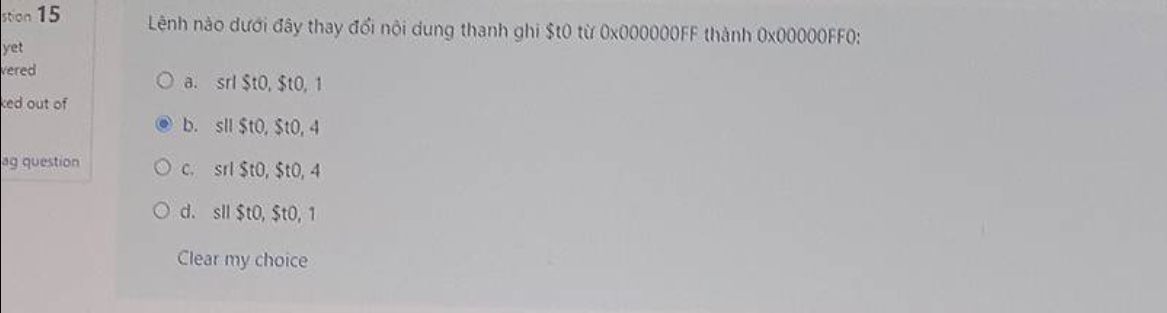 stion 15
yet
vered
ked out of
ag question
Lệnh nào dưới đây thay đổi nội dung thanh ghi $t0 từ 0x000000FF thành 0x00000FF0:
a. srl $t0, $t0, 1
b. sll $t0, $t0, 4
c. srl $t0, $t0, 4
d. sll $t0, $t0, 1
Clear my choice